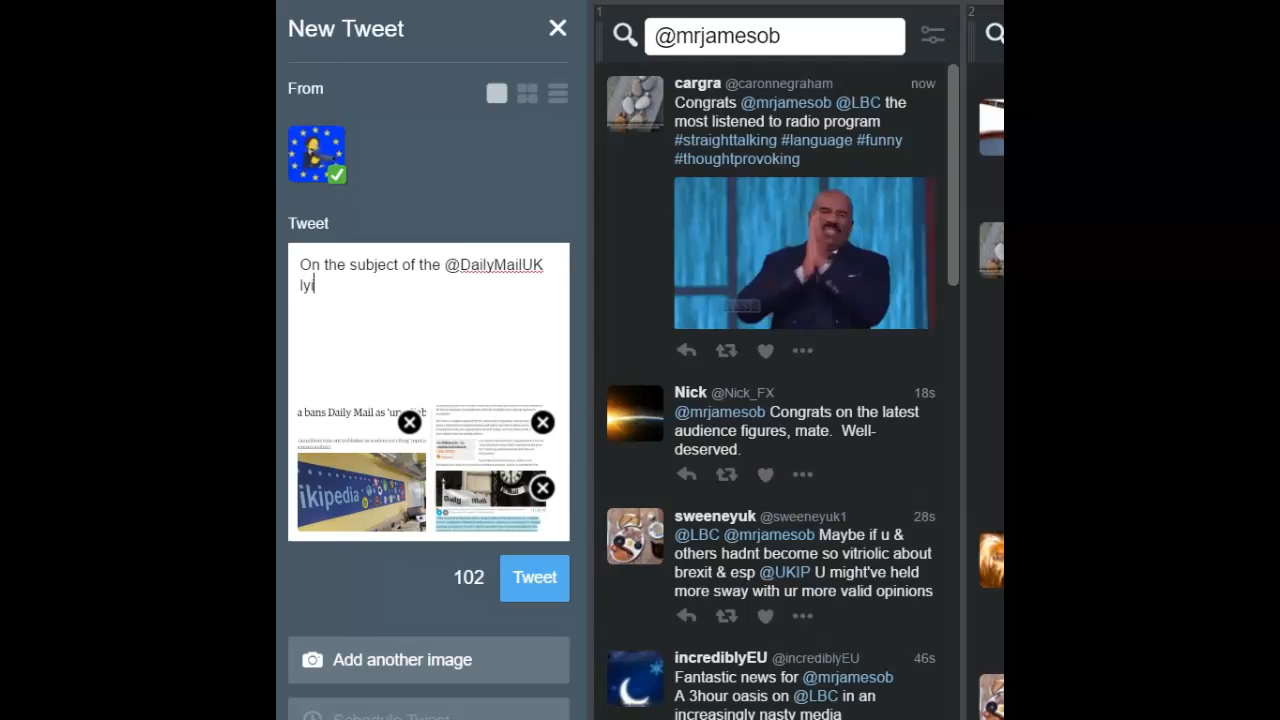 New Tweet
From
Tweet
On the subject of the @DailyMailUK
lyi
a bans Daily Mail as
ikipedia
Daily Mail
102
Tweet
Add another image
Schedule Tweet
1
@mrjamesob
cargra @caronnegraham now
Congrats @mrjamesob @LBC the
most listened to radio program
#straighttalking #language #funny
#thoughtprovoking
Nick @Nick_FX 18s
@mrjamesob Congrats on the latest
audience figures, mate. Well-
deserved.
sweeneyuk @sweeneyuk1 28s
@LBC @mrjamesob Maybe if u &
others hadnt become so vitriolic about
brexit & esp @UKIP U might've held
more sway with ur more valid opinions
incrediblyEU @incrediblyEU 46s
Fantastic news for @mrjamesob
A 3hour oasis on @LBC in an
increasingly nasty media
2